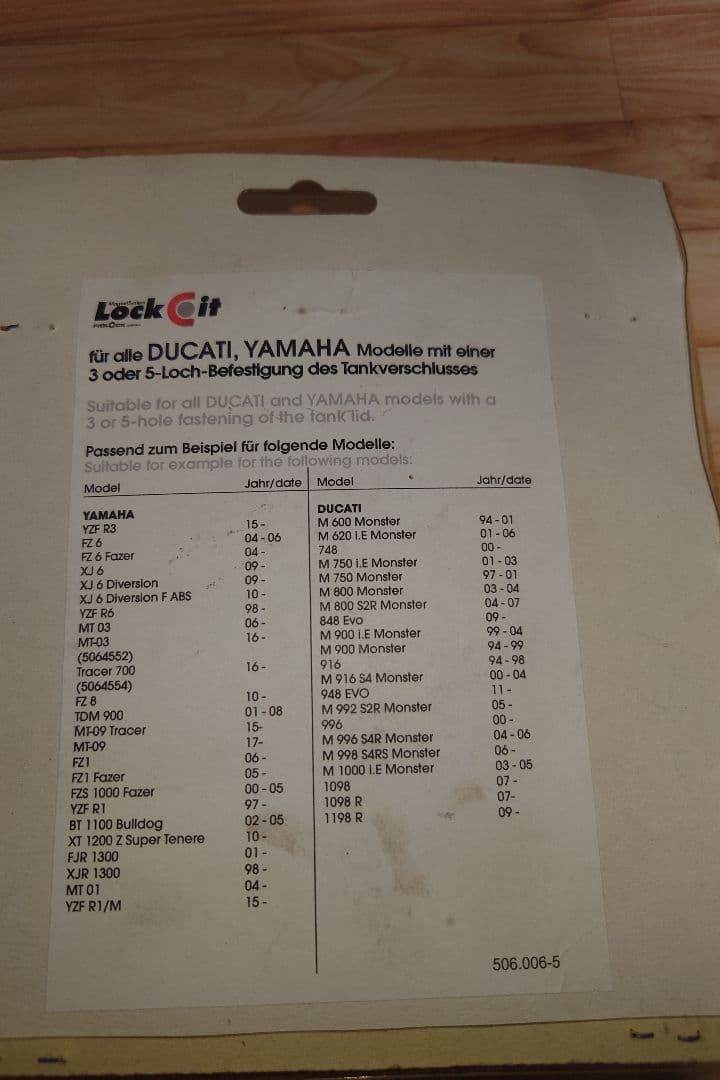 Lock it
für alle DUCATI, YAMAHA Modelle mit einer
3 oder 5-Loch-Befestigung des Tankverschlusses
Suitable for all DUCATI and YAMAHA models with a
3 or 5-hole fastening of the Tank lid.
Passend zum Beispiel für folgende Modelle:
Suitable for example for the following models:
Model Jahr/date
YAMAHA
YZF R3 15 -
FZ 6 04 - 06
FZ 6 Fazer 04 -
XJ 6 09 -
XJ 6 Diversion 09 -
XJ 6 Diversion F ABS 10 -
YZF R6 98 -
MT 03 06 -
MT-03 16 -
(5064552)
Tracer 700 16 -
(5064554)
FZ 8 10 -
TDM 900 01 - 08
MT-09 Tracer 15-
MT-09 17-
FZ1 06 -
FZ1 Fazer 05 -
FZS 1000 Fazer 00 - 05
YZF R1 97 -
BT 1100 Bulldog 02 - 05
XT 1200 Z Super Tenere 10 -
FJR 1300 01 -
XJR 1300 98 -
MT 01 04 -
YZF R1/M 15 -
Model Jahr/date
DUCATI
M 600 Monster 94 - 01
M 620 i.E Monster 01 - 06
748 00 -
M 750 i.E Monster 01 - 03
M 750 Monster 97 - 01
M 800 Monster 03 - 04
M 800 S2R Monster 04 - 07
848 Evo 09 -
M 900 i.E Monster 99 - 04
M 900 Monster 94 - 99
916 94 - 98
M 916 S4 Monster 00 - 04
948 EVO 11 -
M 992 S2R Monster 05 -
996 00 -
M 996 S4R Monster 04 - 06
M 998 S4RS Monster 06 -
M 1000 i.E Monster 03 - 05
1098 07 -
1098 R 07-
1198 R 09 -
506.006-5